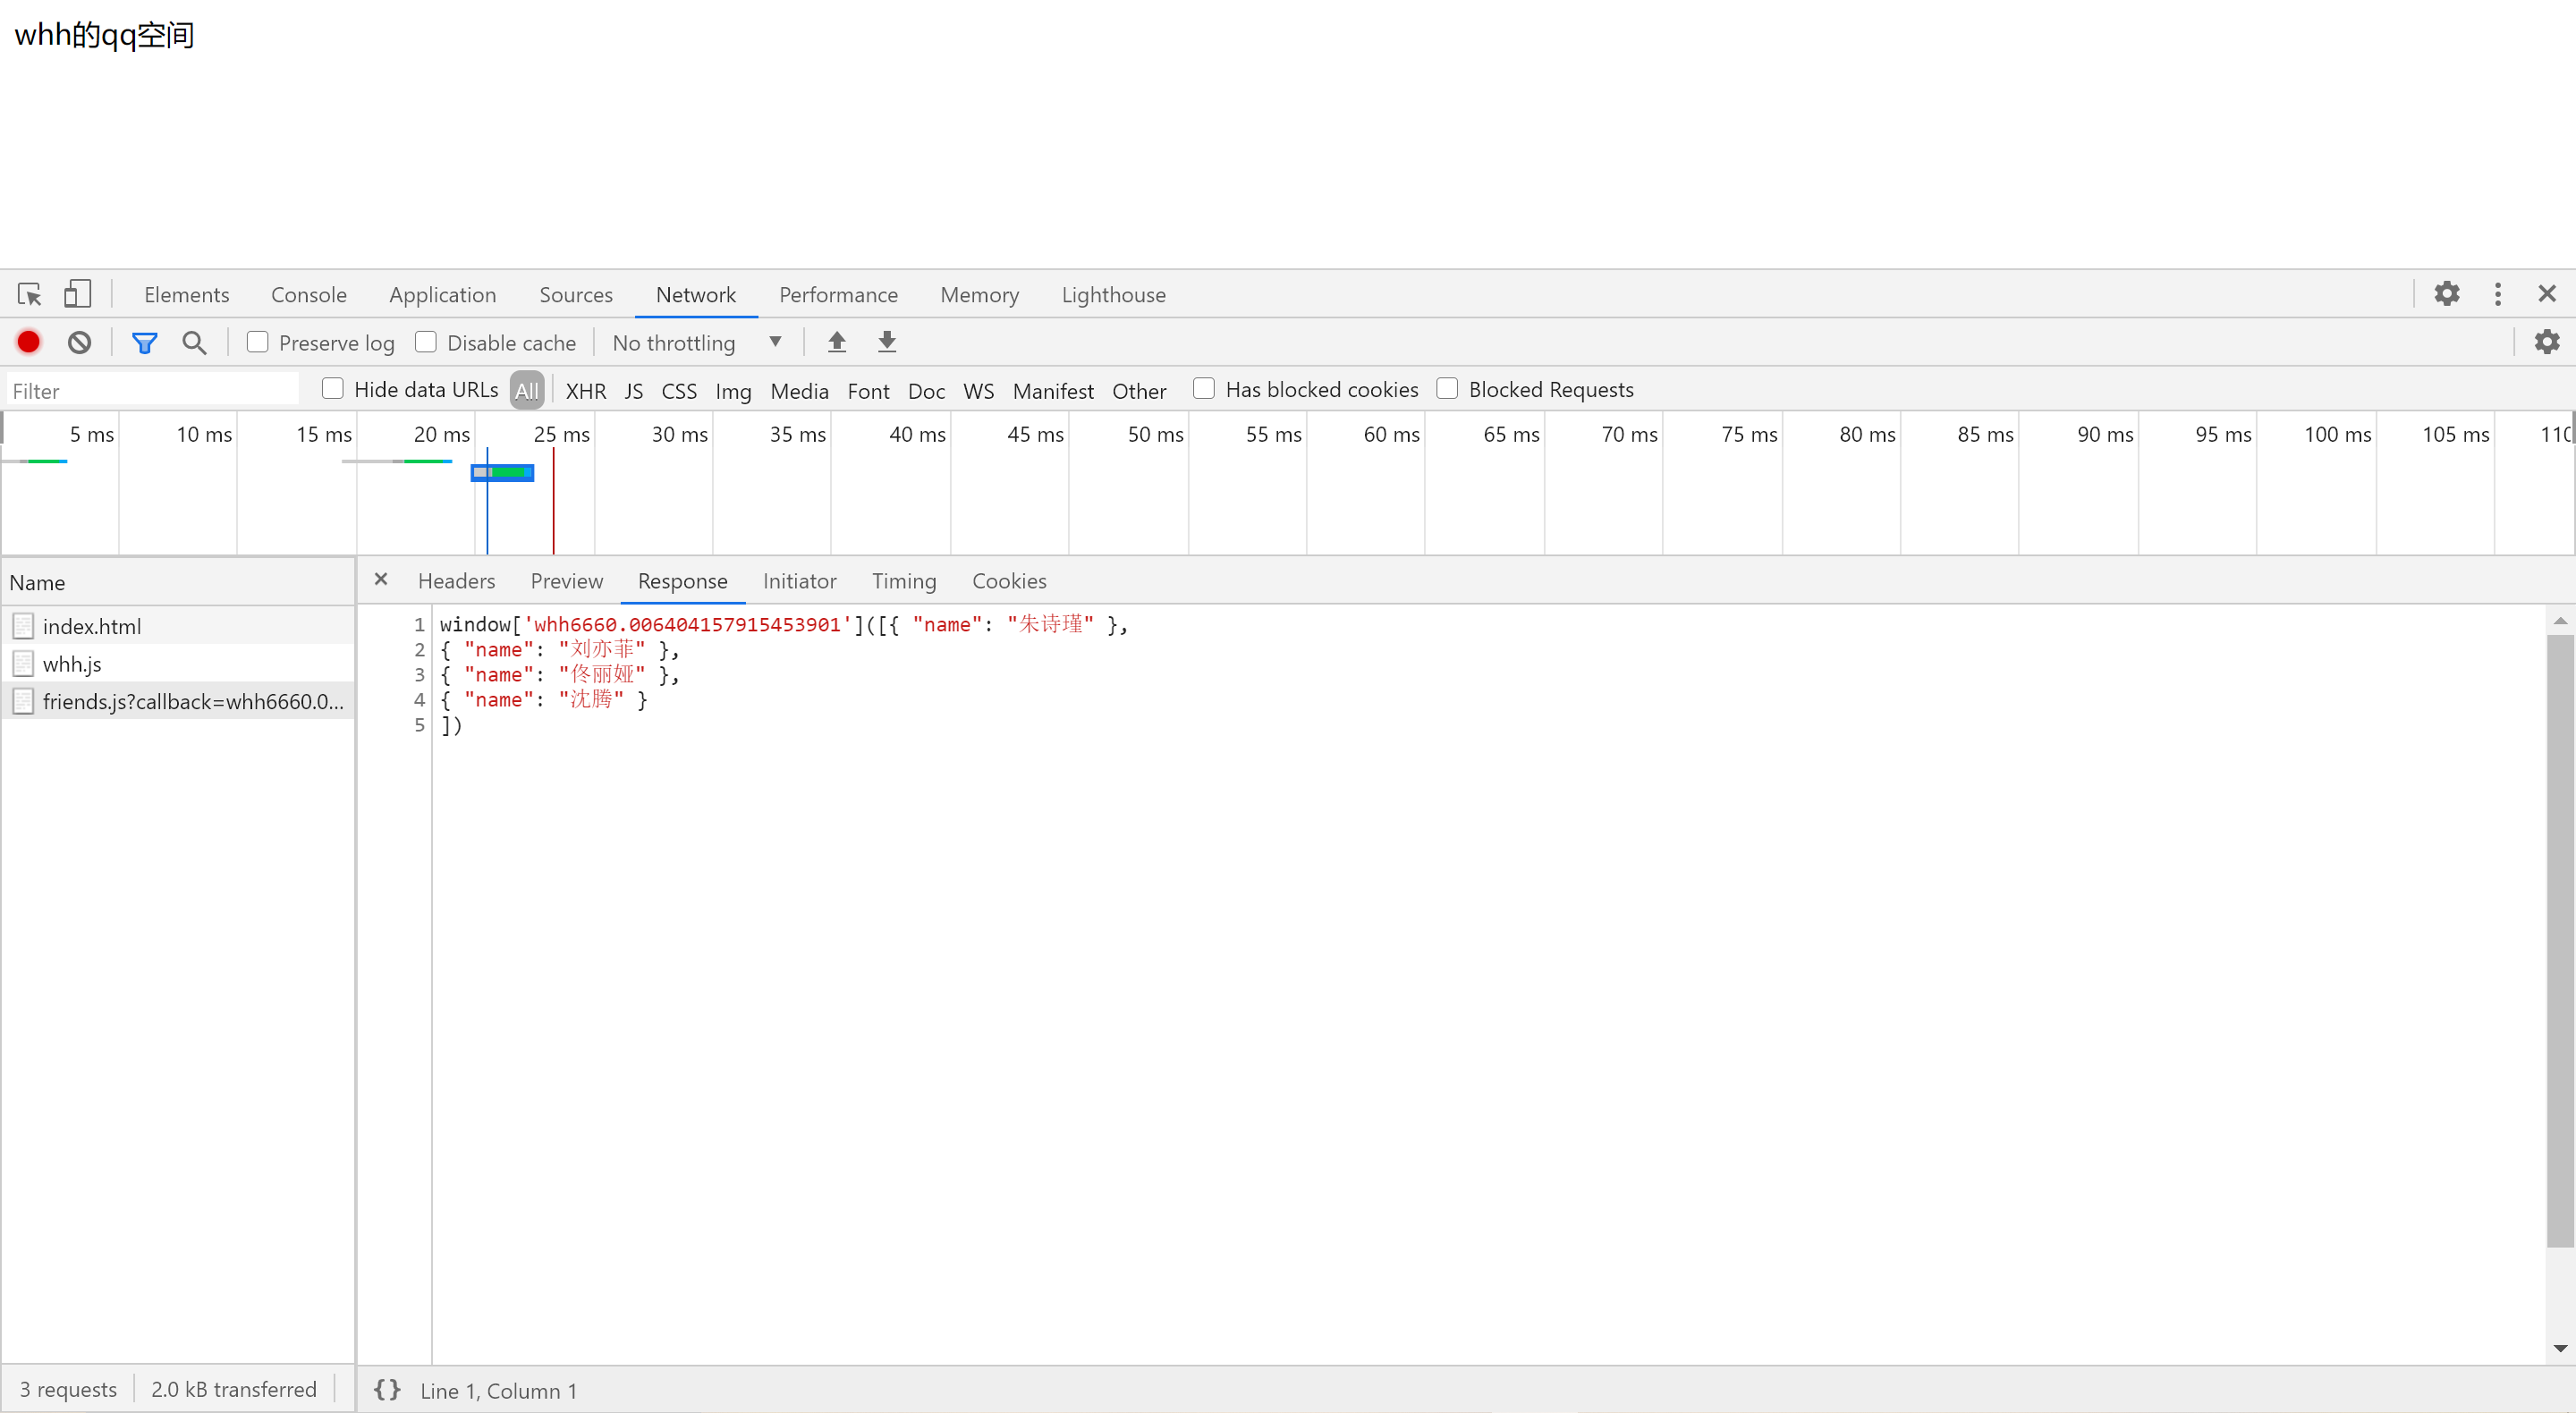 whh的qq空间
Elements Console Application Sources Network Performance Memory Lighthouse
Preserve log Disable cache No throttling
Filter Hide data URLs All XHR JS CSS Img Media Font Doc WS Manifest Other Has blocked cookies Blocked Requests
5 ms 10 ms 15 ms 20 ms 25 ms 30 ms 35 ms 40 ms 45 ms 50 ms 55 ms 60 ms 65 ms 70 ms 75 ms 80 ms 85 ms 90 ms 95 ms 100 ms 105 ms 110
Name
Headers Preview Response Initiator Timing Cookies
index.html
whh.js
friends.js?callback=whh6660.0...
1 window['whh6660.006404157915453901']([{ "name": "朱诗瑾" },
2 { "name": "刘亦菲" },
3 { "name": "佟丽娅" },
4 { "name": "沈腾" }
5 ])
3 requests 2.0 kB transferred
{} Line 1, Column 1